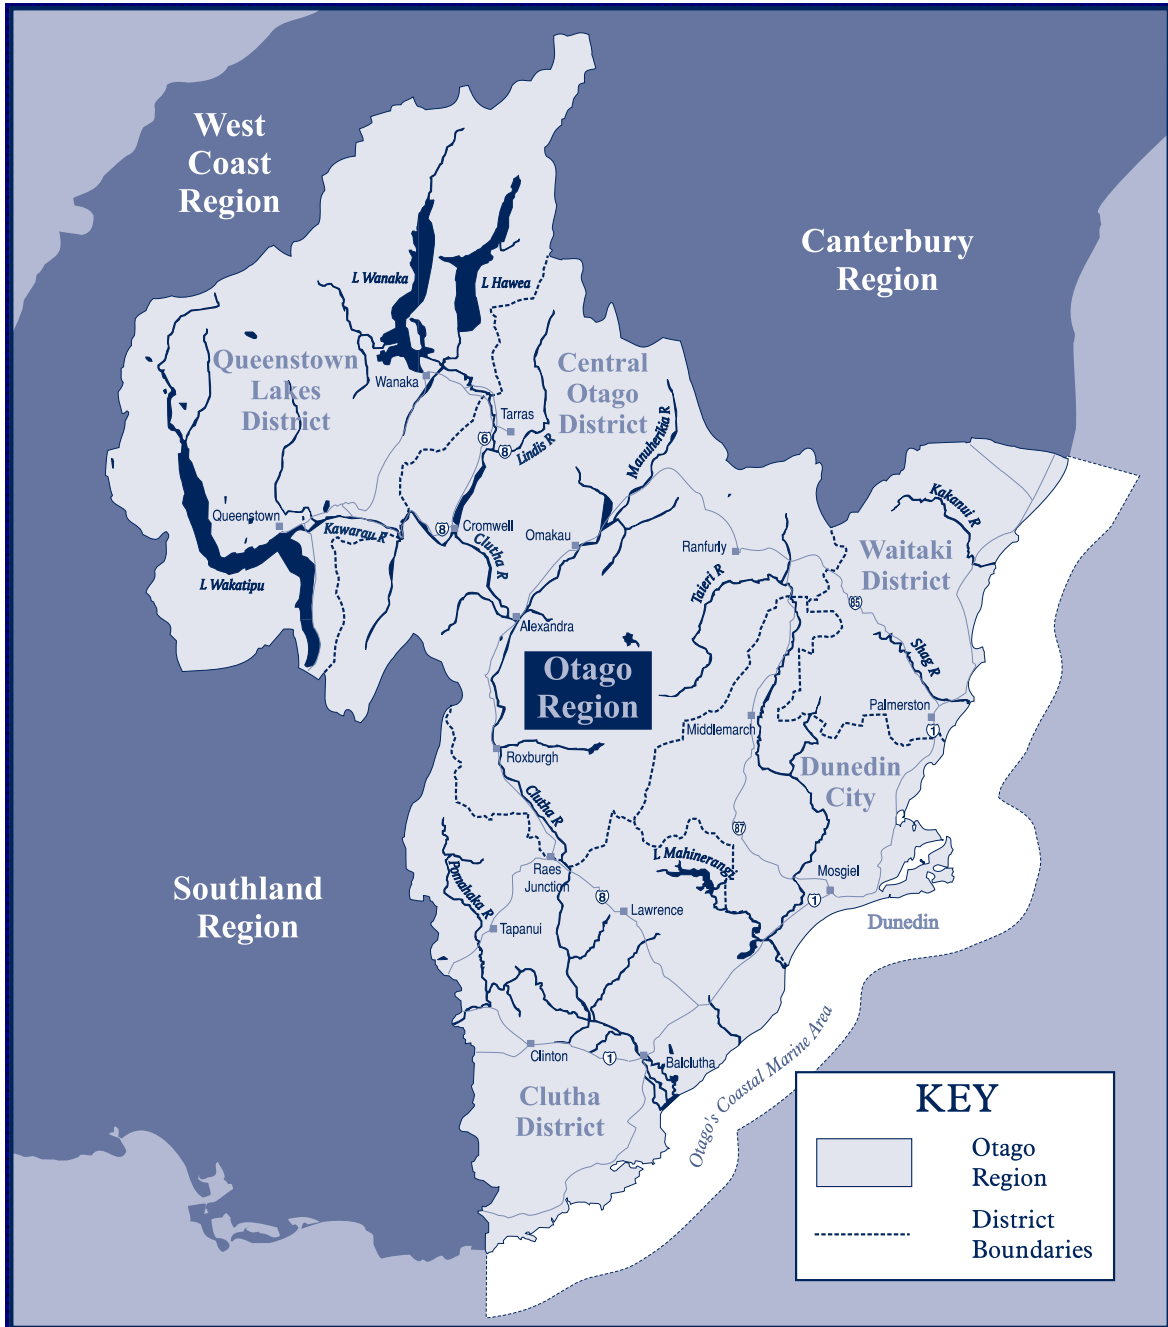 West
Coast
Region
Canterbury
Region
L Wanaka
L Hawea
Queenstown
Lakes
District
Central
Otago
District
Wanaka
Tarras
6
8
Lindis R
Manuherikia R
Kakanui R
Queenstown
Kawarau R
8
Cromwell
Clutha R
Omakau
Ranfurly
Waitaki
District
L Wakatipu
Taieri R
85
Alexandra
Shag R
Otago
Region
Palmerston
Middlemarch
1
Roxburgh
Dunedin
City
Clutha R
87
L Mahinerangi
Raes
Junction
Pomahaka R
Mosgiel
Southland
Region
8
1
Lawrence
Tapanui
Dunedin
Clinton
1
Balclutha
Otago's Coastal Marine Area
Clutha
District
KEY
Otago
Region
District
Boundaries